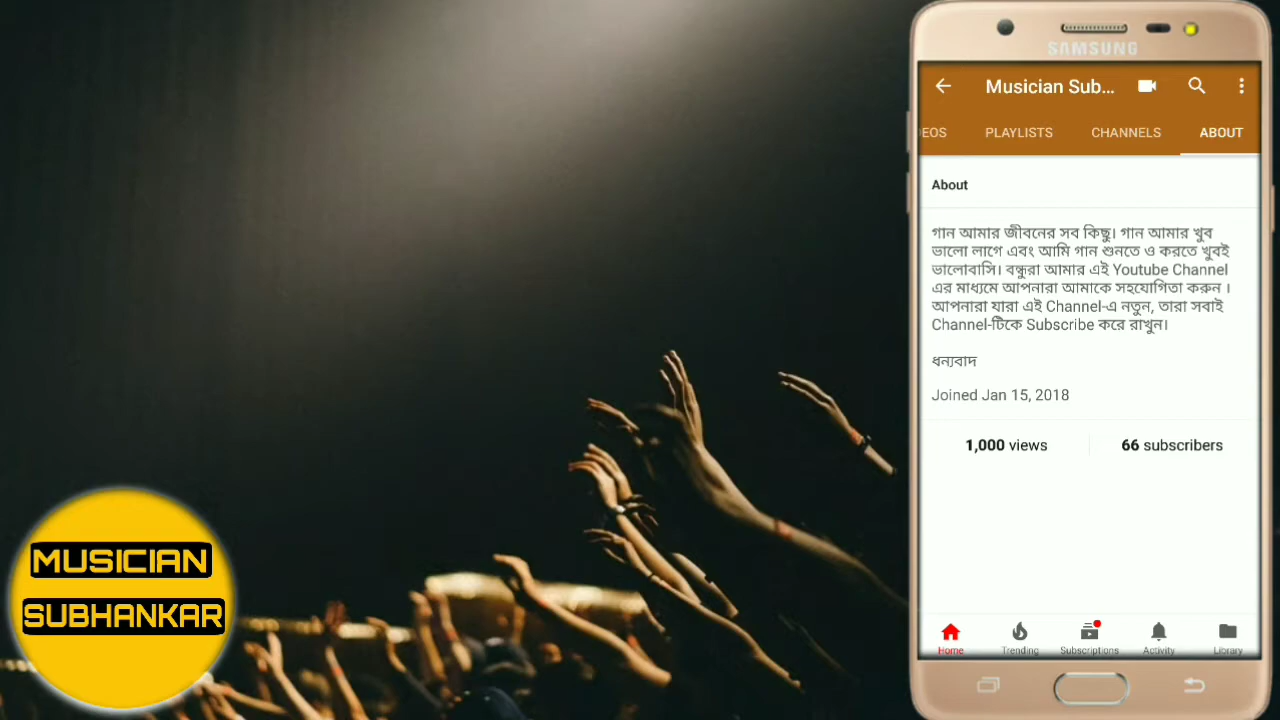 SAMSUNG
Musician Sub...
EOS PLAYLISTS CHANNELS ABOUT
About
গান আমার জীবনের সব কিছু। গান আমার খুব
ভালো লাগে এবং আমি গান শুনতে ও করতে খুবই
ভালোবাসি। বন্ধুরা আমার এই Youtube Channel
এর মাধ্যমে আপনারা আমাকে সহযোগিতা করুন ।
আপনারা যারা এই Channel-এ নতুন, তারা সবাই
Channel-টিকে Subscribe করে রাখুন।
ধন্যবাদ
Joined Jan 15, 2018
1,000 views 66 subscribers
Home Trending Subscriptions Activity Library
MUSICIAN
SUBHANKAR